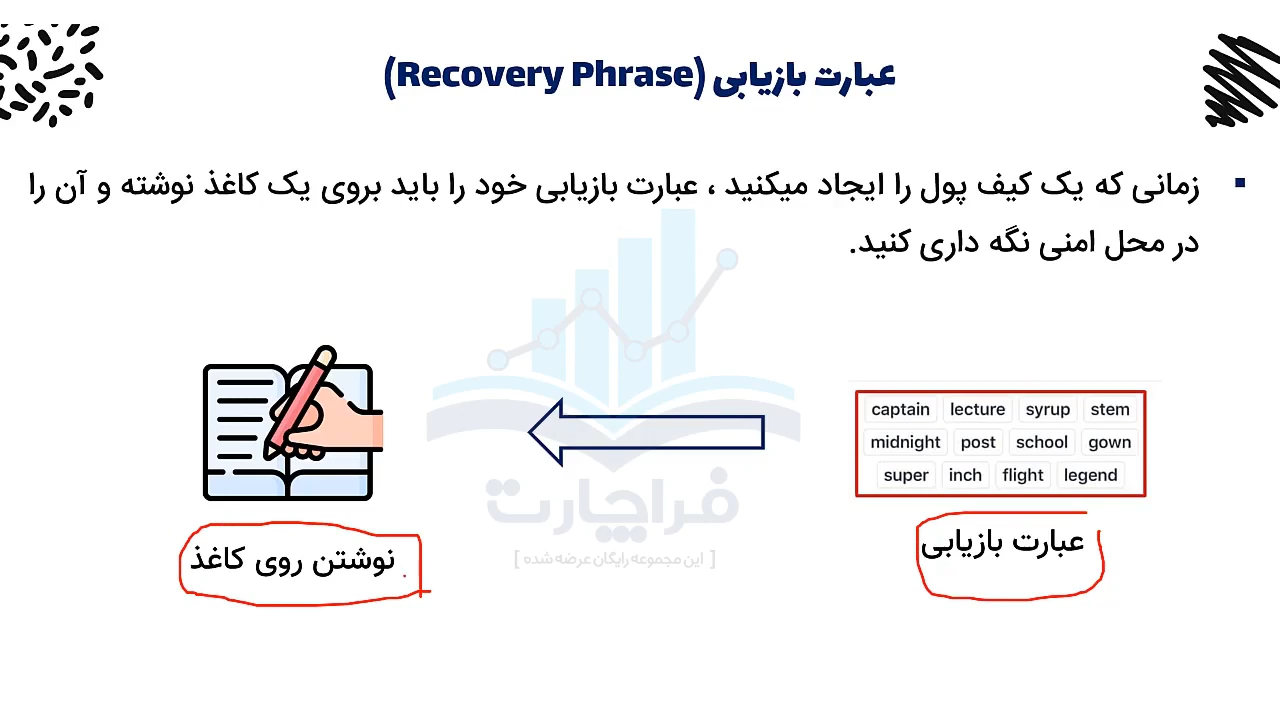 عبارت بازیابی (Recovery Phrase)
▪ زمانی که یک کیف پول را ایجاد میکنید ، عبارت بازیابی خود را باید بروی یک کاغذ نوشته و آن را
در محل امنی نگه داری کنید.
captain lecture syrup stem
midnight post school gown
super inch flight legend
عبارت بازیابی
نوشتن روی کاغذ
فراچارت
[ این مجموعه رایگان عرضه شده ]